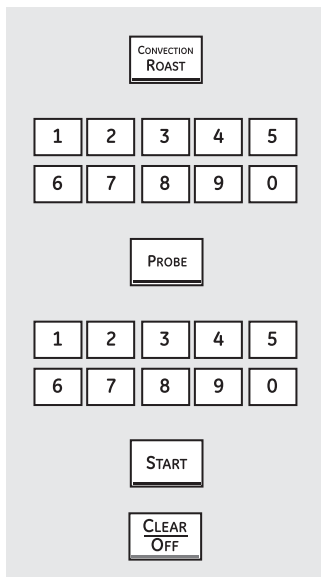 CONVECTION
ROAST
1 2 3 4 5
6 7 8 9 0
PROBE
1 2 3 4 5
6 7 8 9 0
START
CLEAR
OFF